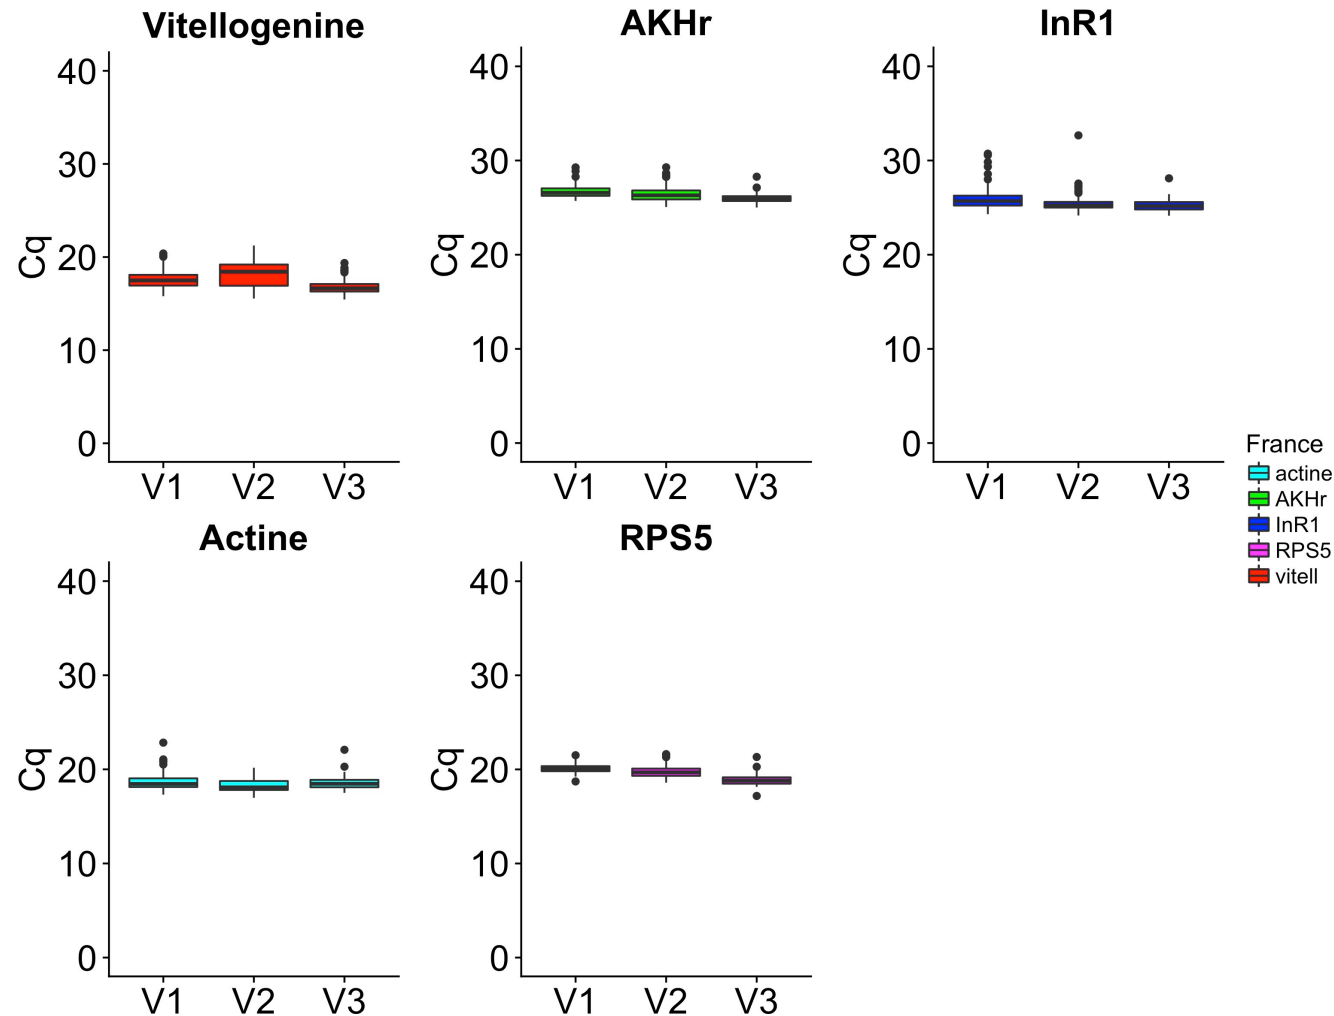 Vitellogenine
AKHr
InR1
40
30
20
10
0
Cq
V1 V2 V3
40
30
20
10
0
Cq
V1 V2 V3
40
30
20
10
0
Cq
V1 V2 V3
France
actine
AKHr
InR1
RPS5
vitell
Actine
RPS5
40
30
20
10
0
Cq
V1 V2 V3
40
30
20
10
0
Cq
V1 V2 V3